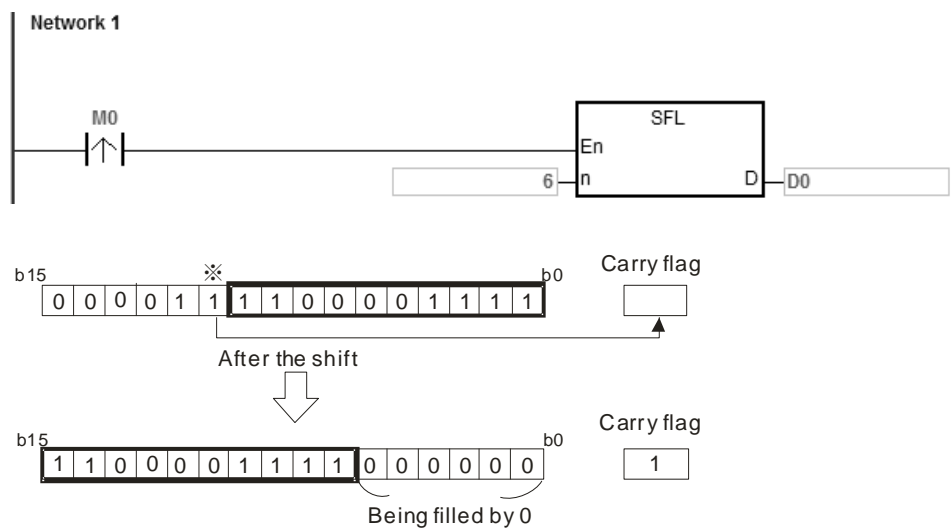 Network 1
M0
SFL
En
6 n D D0
b15 ※ b0 Carry flag
0 0 0 0 1 1 1 1 0 0 0 0 1 1 1 1
After the shift
b15 b0 Carry flag
1 1 0 0 0 0 1 1 1 1 0 0 0 0 0 0 1
Being filled by 0